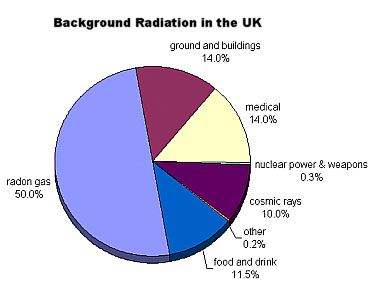 Background Radiation in the UK
ground and buildings
14.0%
medical
14.0%
nuclear power & weapons
0.3%
cosmic rays
10.0%
other
0.2%
food and drink
11.5%
radon gas
50.0%